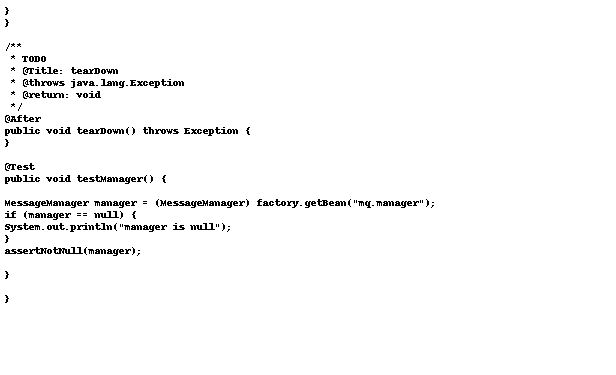 }
}
/**
* TODO
* @Title: tearDown
* @throws java.lang.Exception
* @return: void
*/
@After
public void tearDown() throws Exception {
}
@Test
public void testManager() {
MessageManager manager = (MessageManager) factory.getBean("mq.manager");
if (manager == null) {
System.out.println("manager is null");
}
assertNotNull(manager);
}
}